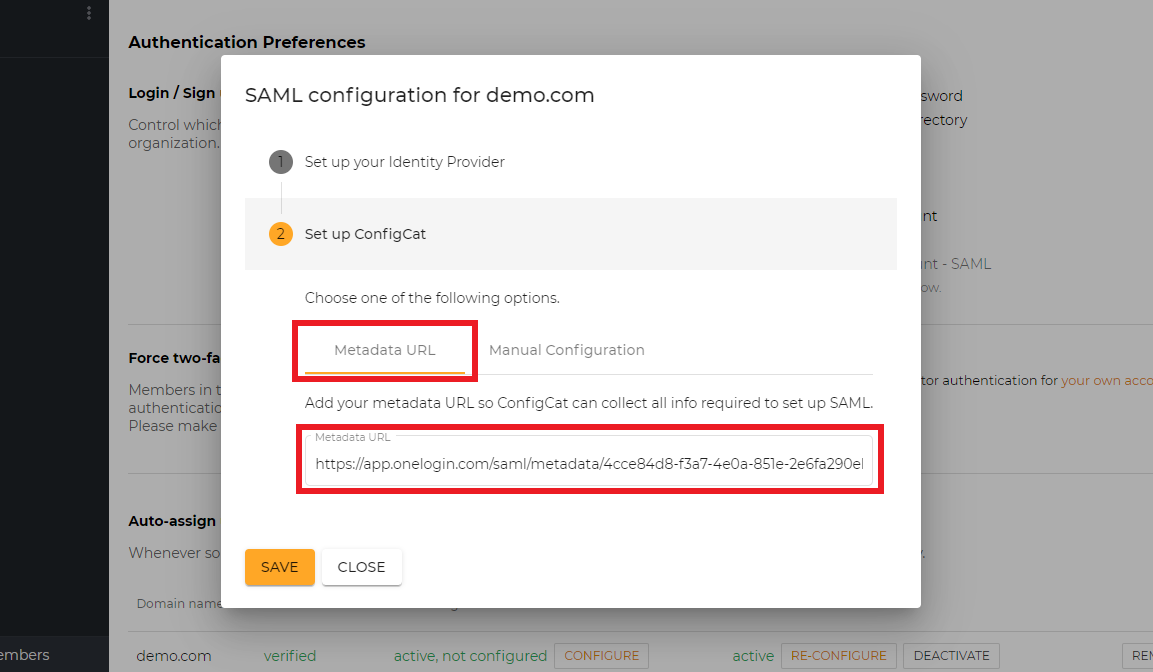 Authentication Preferences
SAML configuration for demo.com
Login / Sign
Control which
organization.
sword
rectory
1 Set up your Identity Provider
2 Set up ConfigCat
nt
nt - SAML
ow.
Choose one of the following options.
Metadata URL Manual Configuration
Force two-fa
Members in t
authenticatio
Please make
tor authentication for your own acco
Add your metadata URL so ConfigCat can collect all info required to set up SAML.
Metadata URL
https://app.onelogin.com/saml/metadata/4cce84d8-f3a7-4e0a-851e-2e6fa290el
Auto-assign
Whenever so
SAVE CLOSE
Domain name
demo.com verified active, not configured CONFIGURE active RE-CONFIGURE DEACTIVATE REM
embers